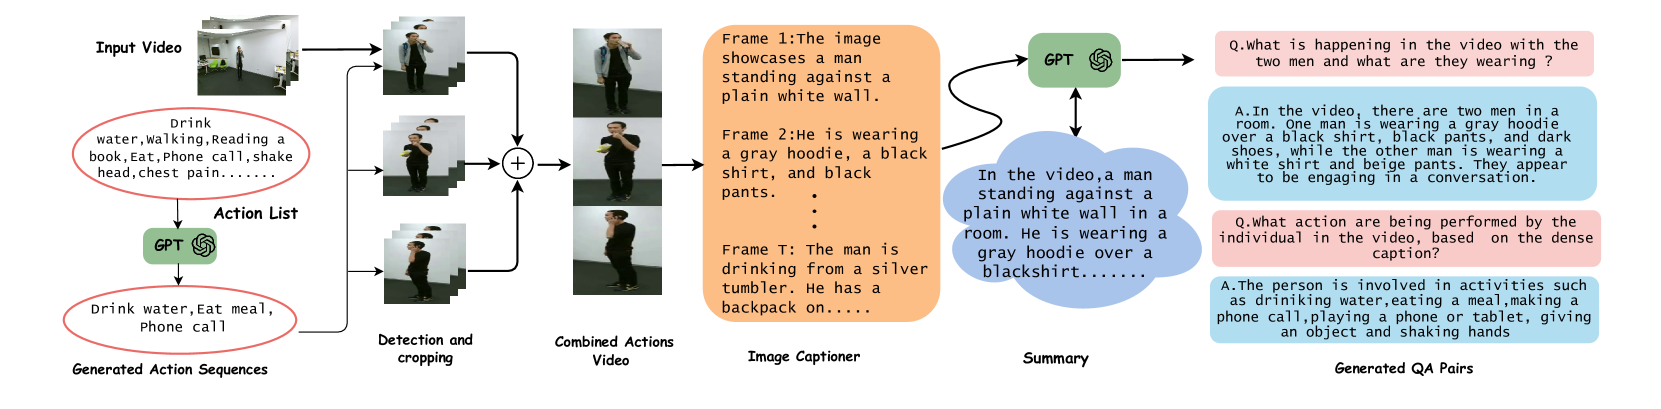 Input Video
Drink
water,Walking,Reading a
book,Eat,Phone call,shake
head,chest pain.......
Action List
GPT
Drink water,Eat meal,
Phone call
Generated Action Sequences
Detection and
cropping
+
Combined Actions
Video
Frame 1:The image
showcases a man
standing against a
plain white wall.
Frame 2:He is wearing
a gray hoodie, a black
shirt, and black
pants.
Frame T: The man is
drinking from a silver
tumbler. He has a
backpack on.....
Image Captioner
GPT
In the video,a man
standing against a
plain white wall in a
room. He is wearing a
gray hoodie over a
blackshirt.......
Summary
Q.What is happening in the video with the
two men and what are they wearing ?
A.In the video, there are two men in a
room. One man is wearing a gray hoodie
over a black shirt, black pants, and dark
shoes, while the other man is wearing a
white shirt and beige pants. They appear
to be engaging in a conversation.
Q.What action are being performed by the
individual in the video, based on the dense
caption?
A.The person is involved in activities such
as driniking water,eating a meal,making a
phone call,playing a phone or tablet, giving
an object and shaking hands
Generated QA Pairs